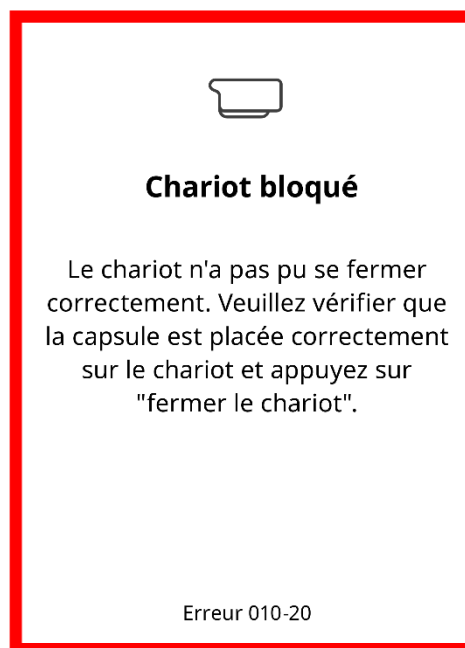 Chariot bloqué
Le chariot n'a pas pu se fermer
correctement. Veuillez vérifier que
la capsule est placée correctement
sur le chariot et appuyez sur
"fermer le chariot".
Erreur 010-20